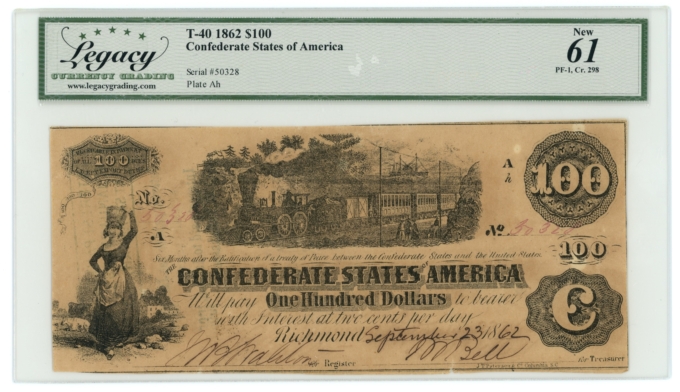 Legacy
CURRENCY GRADING
www.legacygrading.com
T-40 1862 $100
Confederate States of America
Serial #50328
Plate Ah
New
61
PF-1, Cr. 298
100
No.
A
A
h
No.
100
100
Six Months after the Ratification of a treaty of Peace between the Confederate States and the United States.
THE
CONFEDERATE STATES AMERICA
Will pay One Hundred Dollars to bearer
with Interest at two cents per day
Richmond September 23 1862
C
for Register
for Treasurer